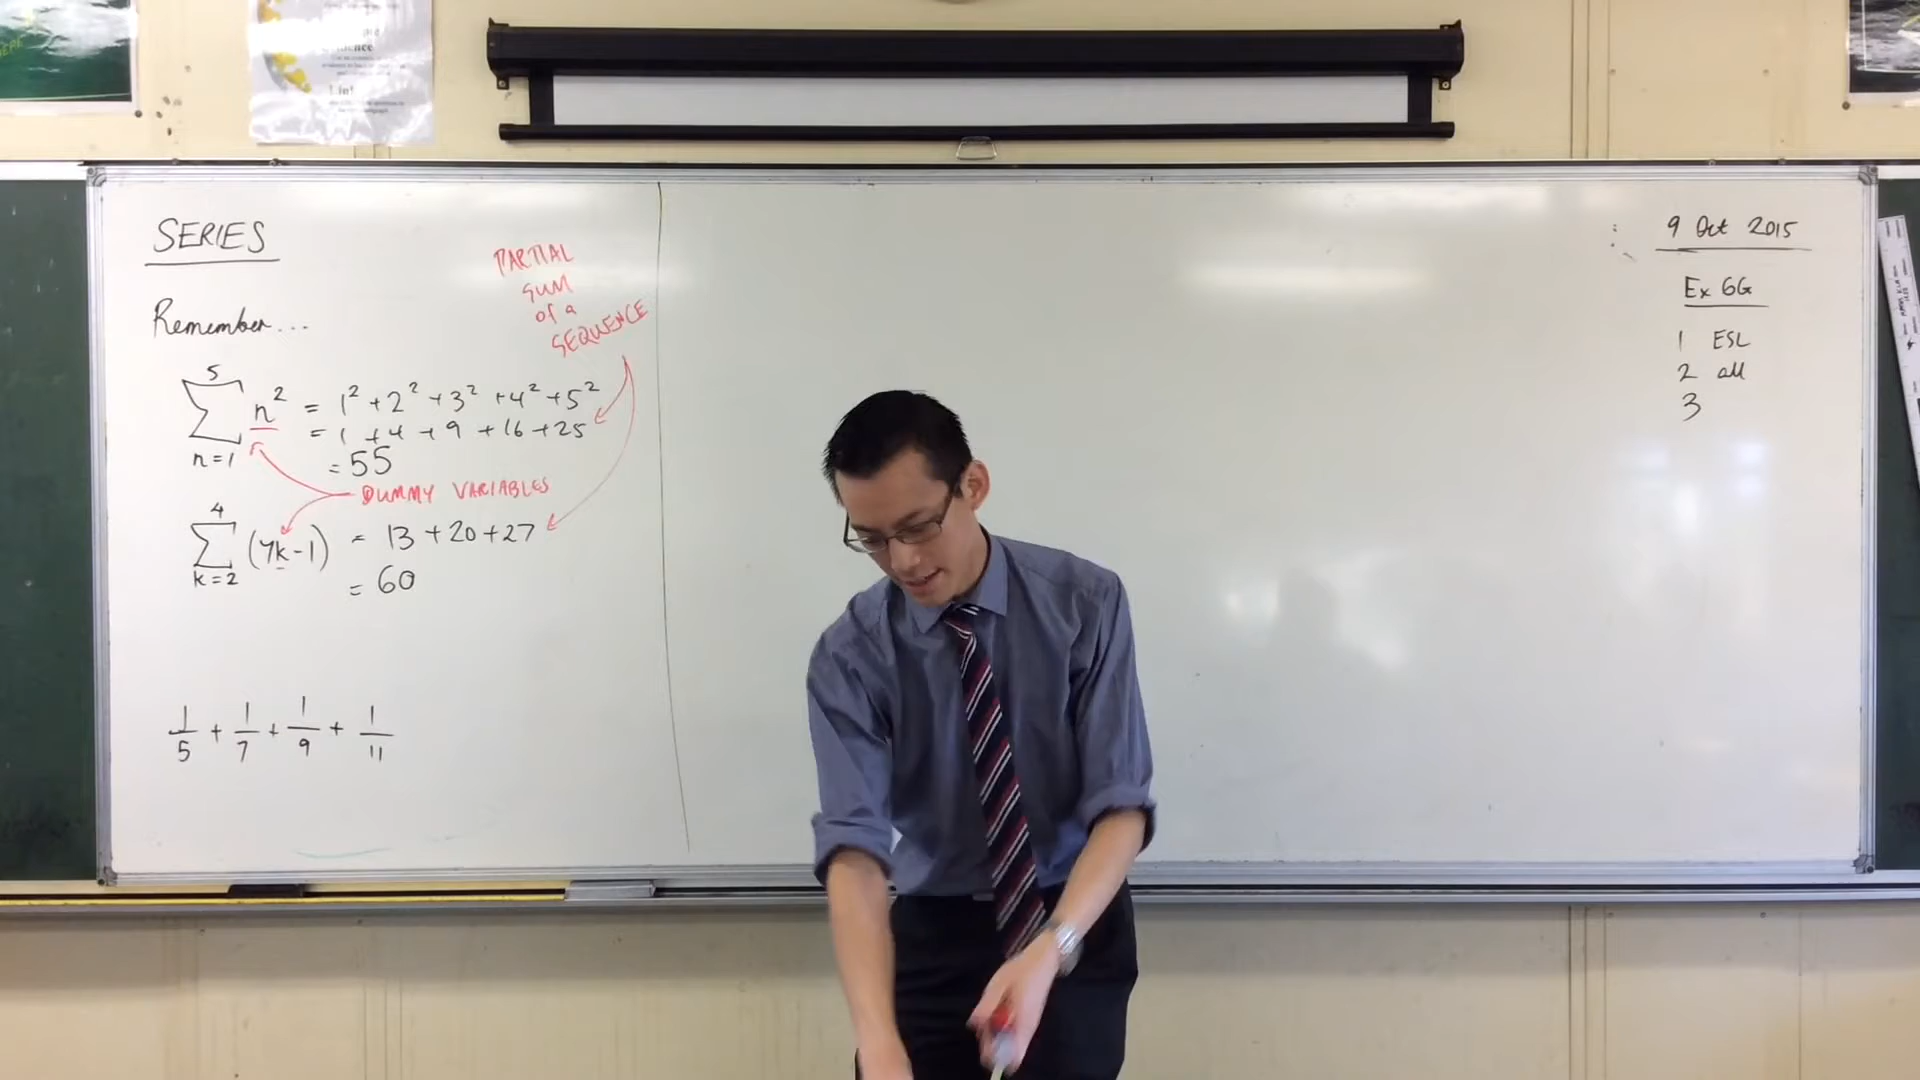 SERIES
Remember...
PARTIAL
SUM
of a
SEQUENCE
5
∑ n² = 1² + 2² + 3² + 4² + 5²
n=1
= 1 + 4 + 9 + 16 + 25
= 55
DUMMY VARIABLES
4
∑ (7k-1) = 13 + 20 + 27
k=2
= 60
1/5 + 1/7 + 1/9 + 1/11
9 Oct 2015
Ex 6G
1 ESL
2 all
3